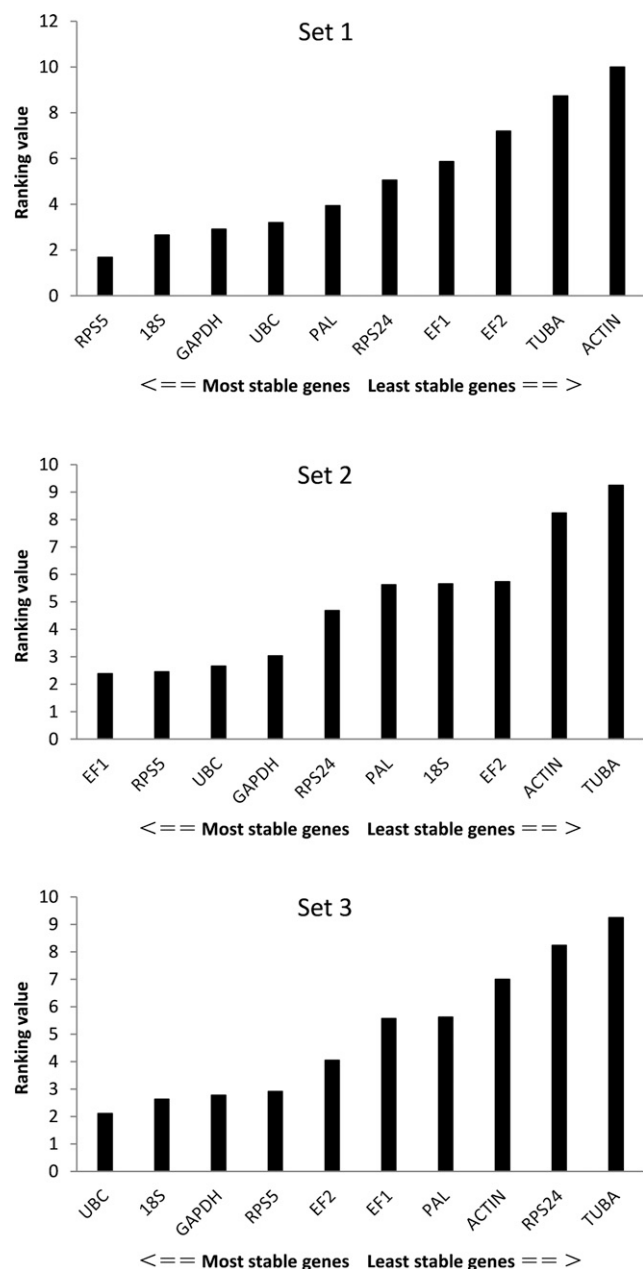 Set 1
Ranking value
12
10
8
6
4
2
0
RPS5 18S GAPDH UBC PAL RPS24 EF1 EF2 TUBA ACTIN
<== Most stable genes Least stable genes ==>
Set 2
Ranking value
10
9
8
7
6
5
4
3
2
1
0
EF1 RPS5 UBC GAPDH RPS24 PAL 18S EF2 ACTIN TUBA
<== Most stable genes Least stable genes ==>
Set 3
Ranking value
10
9
8
7
6
5
4
3
2
1
0
UBC 18S GAPDH RPS5 EF2 EF1 PAL ACTIN RPS24 TUBA
<== Most stable genes Least stable genes ==>